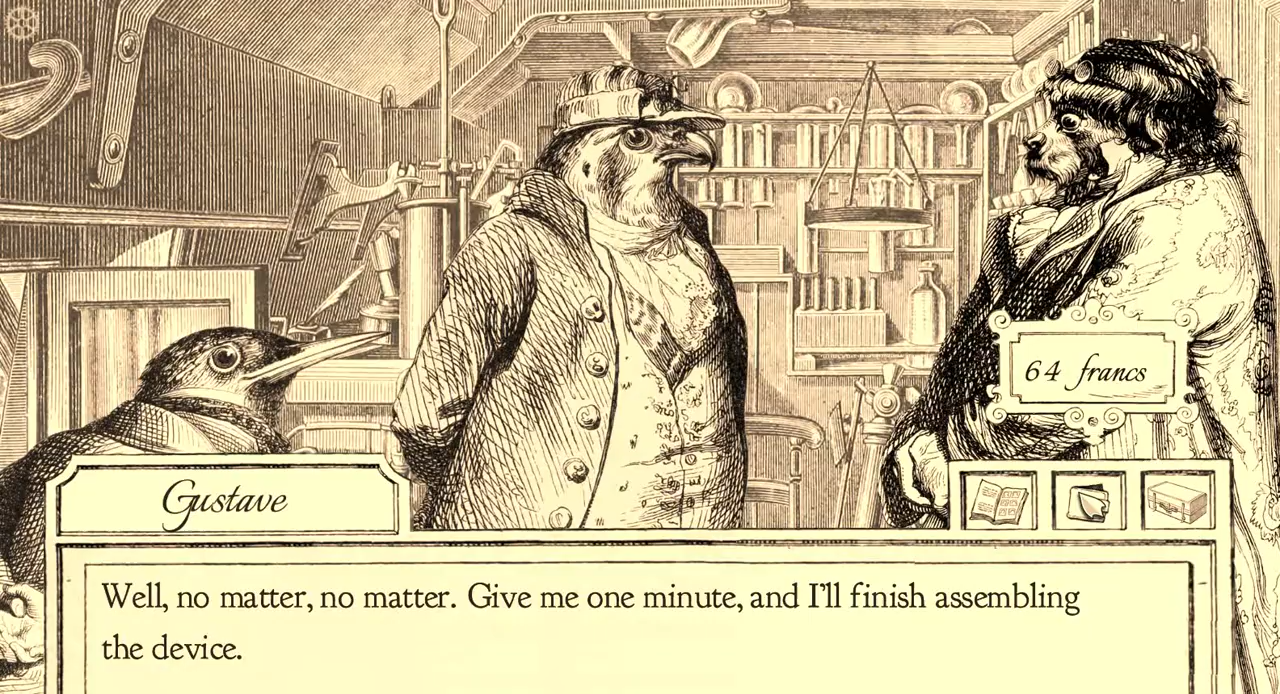 64 francs
Gustave
Well, no matter, no matter. Give me one minute, and I'll finish assembling
the device.